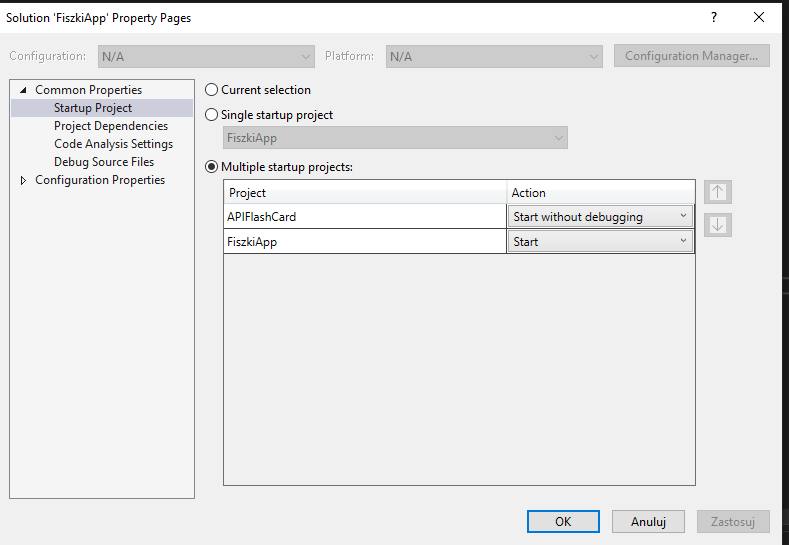 Solution 'FiszkiApp' Property Pages
?
Configuration:
N/A
Platform:
N/A
Configuration Manager...
Common Properties
Startup Project
Project Dependencies
Code Analysis Settings
Debug Source Files
Configuration Properties
Current selection
Single startup project
FiszkiApp
Multiple startup projects:
Project Action
APIFlashCard Start without debugging
FiszkiApp Start
OK
Anuluj
Zastosuj